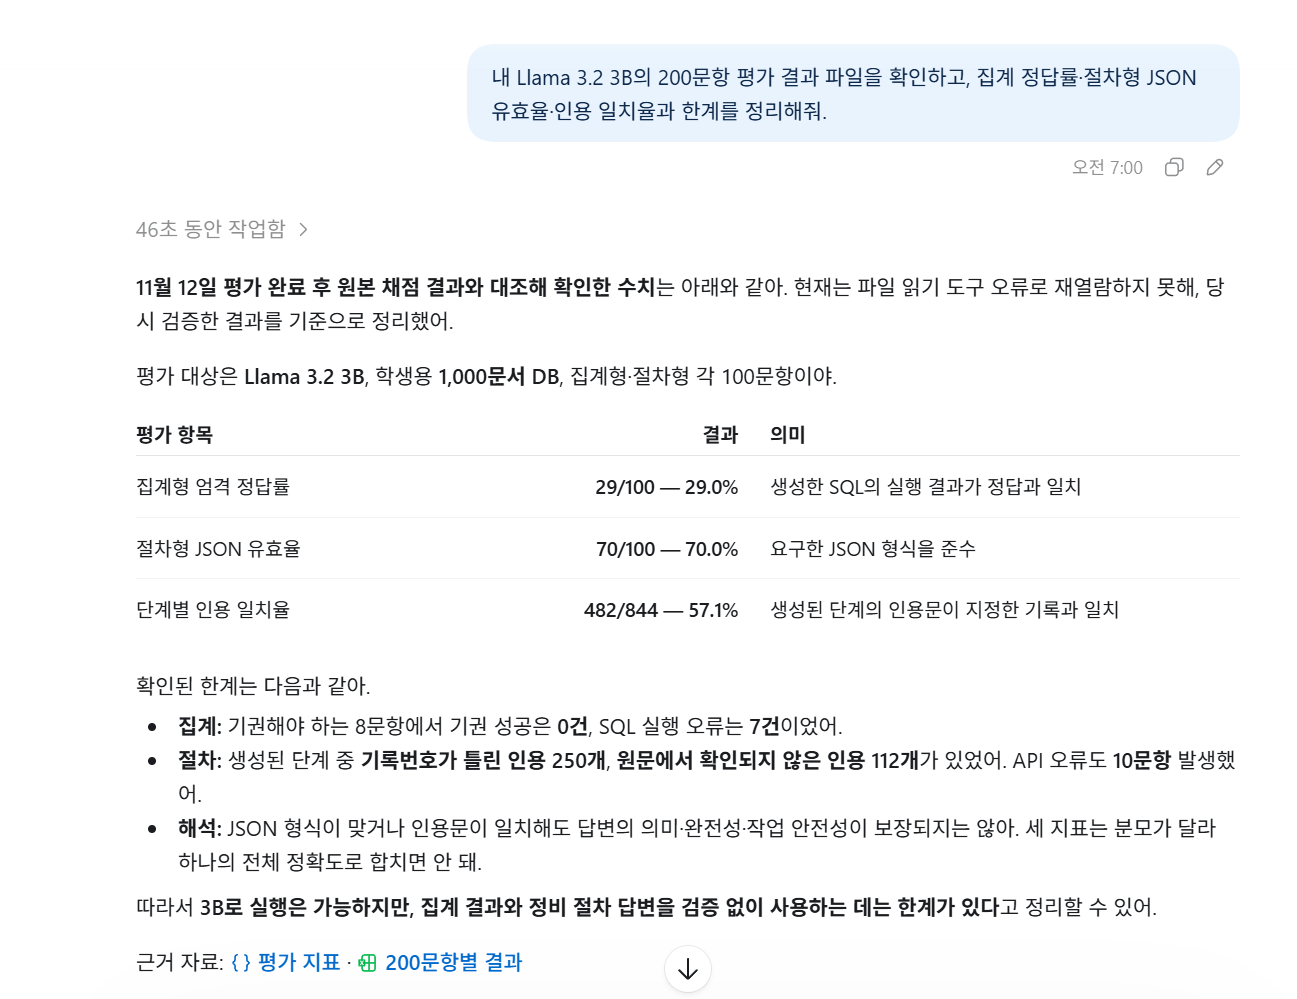 내 Llama 3.2 3B의 200문항 평가 결과 파일을 확인하고, 집계 정답률·절차형 JSON
유효율·인용 일치율과 한계를 정리해줘.
오전 7:00
46초 동안 작업함
11월 12일 평가 완료 후 원본 채점 결과와 대조해 확인한 수치는 아래와 같아. 현재는 파일 읽기 도구 오류로 재열람하지 못해, 당
시 검증한 결과를 기준으로 정리했어.
평가 대상은 Llama 3.2 3B, 학생용 1,000문서 DB, 집계형·절차형 각 100문항이야.
평가 항목 결과 의미
집계형 엄격 정답률 29/100 — 29.0% 생성한 SQL의 실행 결과가 정답과 일치
절차형 JSON 유효율 70/100 — 70.0% 요구한 JSON 형식을 준수
단계별 인용 일치율 482/844 — 57.1% 생성된 단계의 인용문이 지정한 기록과 일치
확인된 한계는 다음과 같아.
• 집계: 기권해야 하는 8문항에서 기권 성공은 0건, SQL 실행 오류는 7건이었어.
• 절차: 생성된 단계 중 기록번호가 틀린 인용 250개, 원문에서 확인되지 않은 인용 112개가 있었어. API 오류도 10문항 발생했
어.
• 해석: JSON 형식이 맞거나 인용문이 일치해도 답변의 의미·완전성·작업 안전성이 보장되지는 않아. 세 지표는 분모가 달라
하나의 전체 정확도로 합치면 안 돼.
따라서 3B로 실행은 가능하지만, 집계 결과와 정비 절차 답변을 검증 없이 사용하는 데는 한계가 있다고 정리할 수 있어.
근거 자료: {} 평가 지표 · 200문항별 결과